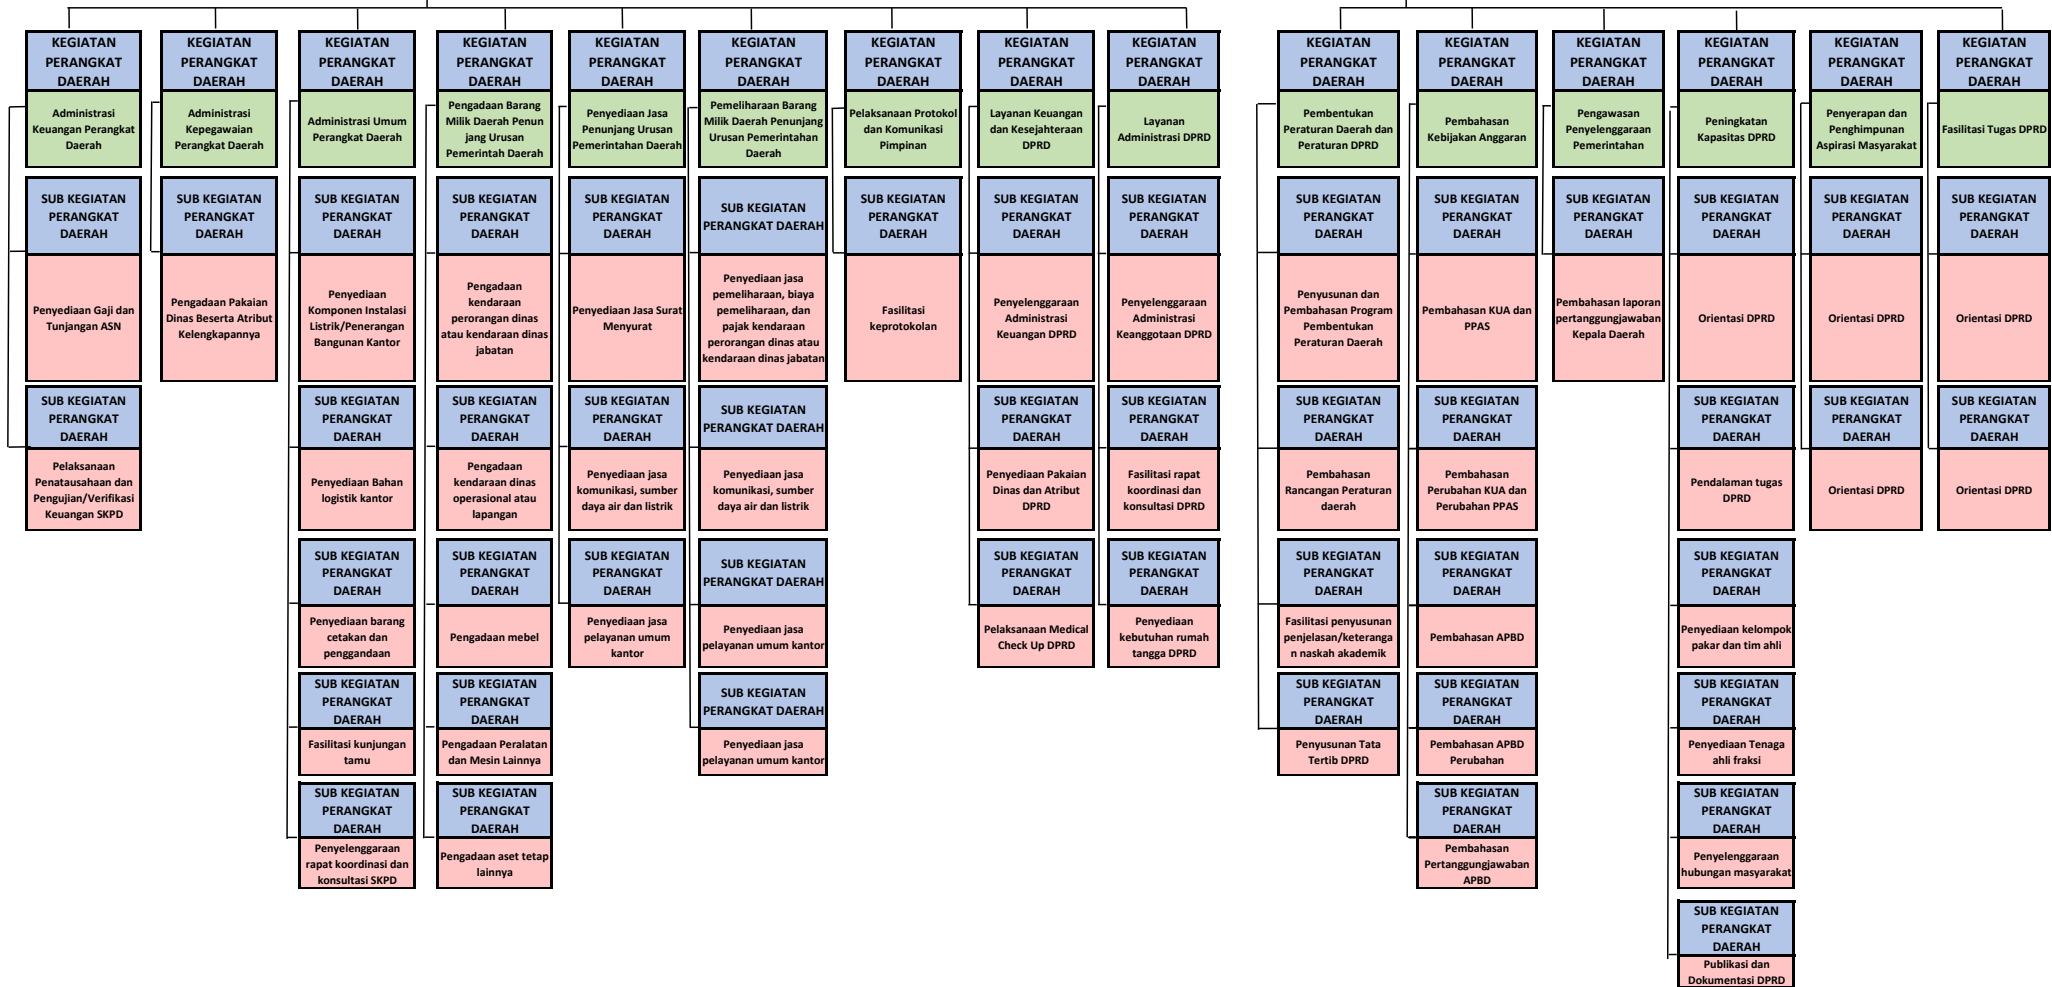 KEGIATAN
PERANGKAT
DAERAH
Administrasi
Keuangan Perangkat
Daerah
SUB KEGIATAN
PERANGKAT
DAERAH
Penyediaan Gaji dan
Tunjangan ASN
SUB KEGIATAN
PERANGKAT
DAERAH
Pelaksanaan
Penatausahaan dan
Pengujian/Verifikasi
Keuangan SKPD
KEGIATAN
PERANGKAT
DAERAH
Administrasi
Kepegawaian
Perangkat Daerah
SUB KEGIATAN
PERANGKAT
DAERAH
Pengadaan Pakaian
Dinas Beserta Atribut
Kelengkapannya
KEGIATAN
PERANGKAT
DAERAH
Administrasi Umum
Perangkat Daerah
SUB KEGIATAN
PERANGKAT
DAERAH
Penyediaan
Komponen Instalasi
Listrik/Penerangan
Bangunan Kantor
SUB KEGIATAN
PERANGKAT
DAERAH
Penyediaan Bahan
logistik kantor
SUB KEGIATAN
PERANGKAT
DAERAH
Penyediaan barang
cetakan dan
penggandaan
SUB KEGIATAN
PERANGKAT
DAERAH
Fasilitasi kunjungan
tamu
SUB KEGIATAN
PERANGKAT
DAERAH
Penyelenggaraan
rapat koordinasi dan
konsultasi SKPD
KEGIATAN
PERANGKAT
DAERAH
Pengadaan Barang
Milik Daerah Penun
jang Urusan
Pemerintah Daerah
SUB KEGIATAN
PERANGKAT
DAERAH
Pengadaan
kendaraan
perorangan dinas
atau kendaraan dinas
jabatan
SUB KEGIATAN
PERANGKAT
DAERAH
Pengadaan
kendaraan dinas
operasional atau
lapangan
SUB KEGIATAN
PERANGKAT
DAERAH
Pengadaan mebel
SUB KEGIATAN
PERANGKAT
DAERAH
Pengadaan Peralatan
dan Mesin Lainnya
SUB KEGIATAN
PERANGKAT
DAERAH
Pengadaan aset tetap
lainnya
KEGIATAN
PERANGKAT
DAERAH
Penyediaan Jasa
Penunjang Urusan
Pemerintahan Daerah
SUB KEGIATAN
PERANGKAT
DAERAH
Penyediaan Jasa Surat
Menyurat
SUB KEGIATAN
PERANGKAT
DAERAH
Penyediaan jasa
komunikasi, sumber
daya air dan listrik
SUB KEGIATAN
PERANGKAT
DAERAH
Penyediaan jasa
pelayanan umum
kantor
KEGIATAN
PERANGKAT
DAERAH
Pemeliharaan Barang
Milik Daerah Penunjang
Urusan Pemerintahan
Daerah
SUB KEGIATAN
PERANGKAT DAERAH
Penyediaan jasa
pemeliharaan, biaya
pemeliharaan, dan
pajak kendaraan
perorangan dinas atau
kendaraan dinas jabatan
SUB KEGIATAN
PERANGKAT DAERAH
Penyediaan jasa
komunikasi, sumber
daya air dan listrik
SUB KEGIATAN
PERANGKAT DAERAH
Penyediaan jasa
pelayanan umum kantor
SUB KEGIATAN
PERANGKAT DAERAH
Penyediaan jasa
pelayanan umum kantor
KEGIATAN
PERANGKAT
DAERAH
Pelaksanaan Protokol
dan Komunikasi
Pimpinan
SUB KEGIATAN
PERANGKAT
DAERAH
Fasilitasi
keprotokolan
KEGIATAN
PERANGKAT
DAERAH
Layanan Keuangan
dan Kesejahteraan
DPRD
SUB KEGIATAN
PERANGKAT
DAERAH
Penyelenggaraan
Administrasi
Keuangan DPRD
SUB KEGIATAN
PERANGKAT
DAERAH
Penyediaan Pakaian
Dinas dan Atribut
DPRD
SUB KEGIATAN
PERANGKAT
DAERAH
Pelaksanaan Medical
Check Up DPRD
KEGIATAN
PERANGKAT
DAERAH
Layanan
Administrasi DPRD
SUB KEGIATAN
PERANGKAT
DAERAH
Penyelenggaraan
Administrasi
Keanggotaan DPRD
SUB KEGIATAN
PERANGKAT
DAERAH
Fasilitasi rapat
koordinasi dan
konsultasi DPRD
SUB KEGIATAN
PERANGKAT
DAERAH
Penyediaan
kebutuhan rumah
tangga DPRD
KEGIATAN
PERANGKAT
DAERAH
Pembentukan
Peraturan Daerah dan
Peraturan DPRD
SUB KEGIATAN
PERANGKAT
DAERAH
Penyusunan dan
Pembahasan Program
Pembentukan
Peraturan Daerah
SUB KEGIATAN
PERANGKAT
DAERAH
Pembahasan
Rancangan Peraturan
daerah
SUB KEGIATAN
PERANGKAT
DAERAH
Fasilitasi penyusunan
penjelasan/keteranga
n naskah akademik
SUB KEGIATAN
PERANGKAT
DAERAH
Penyusunan Tata
Tertib DPRD
KEGIATAN
PERANGKAT
DAERAH
Pembahasan
Kebijakan Anggaran
SUB KEGIATAN
PERANGKAT
DAERAH
Pembahasan KUA dan
PPAS
SUB KEGIATAN
PERANGKAT
DAERAH
Pembahasan
Perubahan KUA dan
Perubahan PPAS
SUB KEGIATAN
PERANGKAT
DAERAH
Pembahasan APBD
SUB KEGIATAN
PERANGKAT
DAERAH
Pembahasan APBD
Perubahan
SUB KEGIATAN
PERANGKAT
DAERAH
Pembahasan
Pertanggungjawaban
APBD
KEGIATAN
PERANGKAT
DAERAH
Pengawasan
Penyelenggaraan
Pemerintahan
SUB KEGIATAN
PERANGKAT
DAERAH
Pembahasan laporan
pertanggungjawaban
Kepala Daerah
KEGIATAN
PERANGKAT
DAERAH
Peningkatan
Kapasitas DPRD
SUB KEGIATAN
PERANGKAT
DAERAH
Orientasi DPRD
SUB KEGIATAN
PERANGKAT
DAERAH
Pendalaman tugas
DPRD
SUB KEGIATAN
PERANGKAT
DAERAH
Penyediaan kelompok
pakar dan tim ahli
SUB KEGIATAN
PERANGKAT
DAERAH
Penyediaan Tenaga
ahli fraksi
SUB KEGIATAN
PERANGKAT
DAERAH
Penyelenggaraan
hubungan masyarakat
SUB KEGIATAN
PERANGKAT
DAERAH
Publikasi dan
Dokumentasi DPRD
KEGIATAN
PERANGKAT
DAERAH
Penyerapan dan
Penghimpunan
Aspirasi Masyarakat
SUB KEGIATAN
PERANGKAT
DAERAH
Orientasi DPRD
SUB KEGIATAN
PERANGKAT
DAERAH
Orientasi DPRD
KEGIATAN
PERANGKAT
DAERAH
Fasilitasi Tugas DPRD
SUB KEGIATAN
PERANGKAT
DAERAH
Orientasi DPRD
SUB KEGIATAN
PERANGKAT
DAERAH
Orientasi DPRD